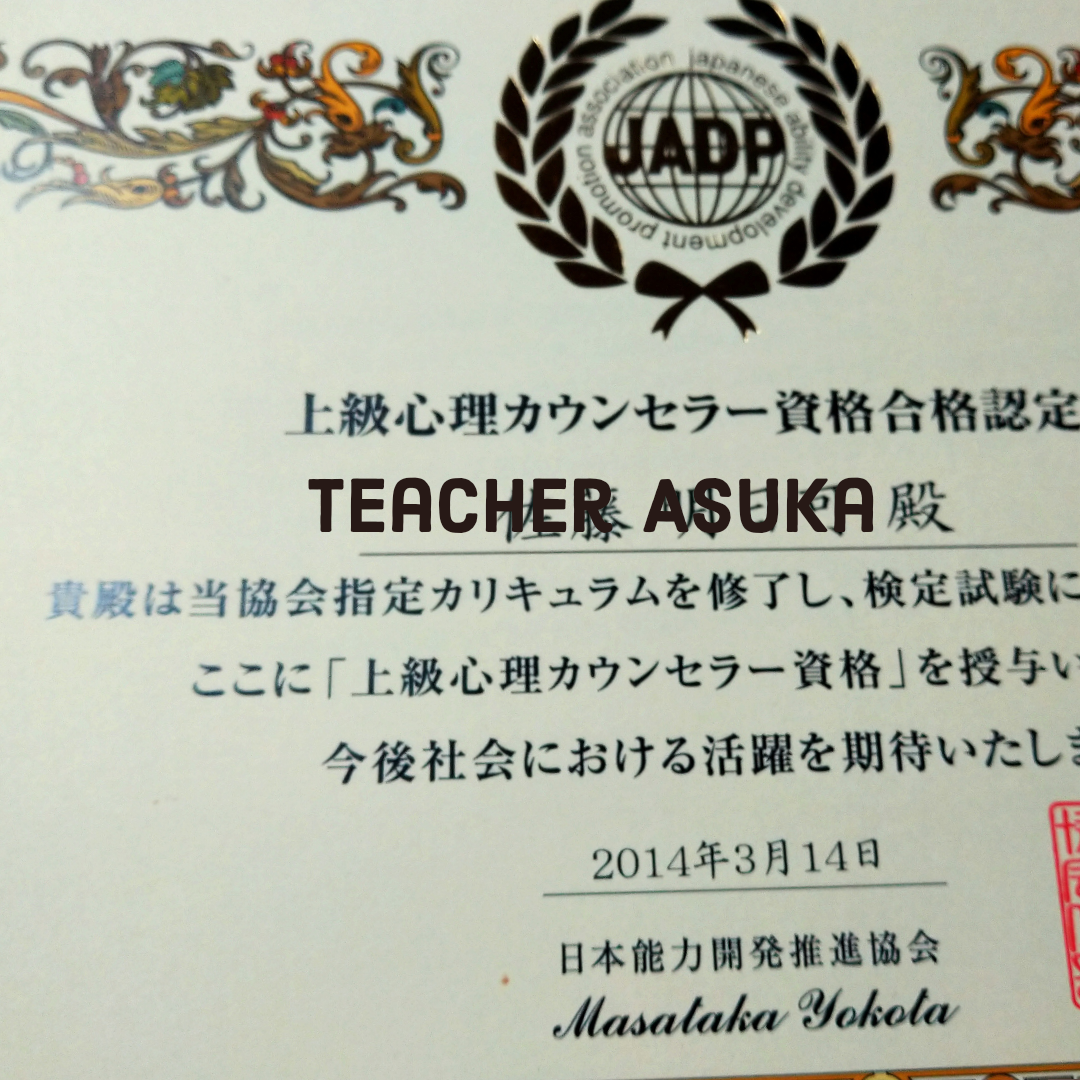 japanese ability development promotion association
JADP
上級心理カウンセラー資格合格認定
TEACHER ASUKA
殿
貴殿は当協会指定カリキュラムを修了し、検定試験に
ここに「上級心理カウンセラー資格」を授与い
今後社会における活躍を期待いたしま
2014年3月14日
日本能力開発推進協会
Masataka Yokota